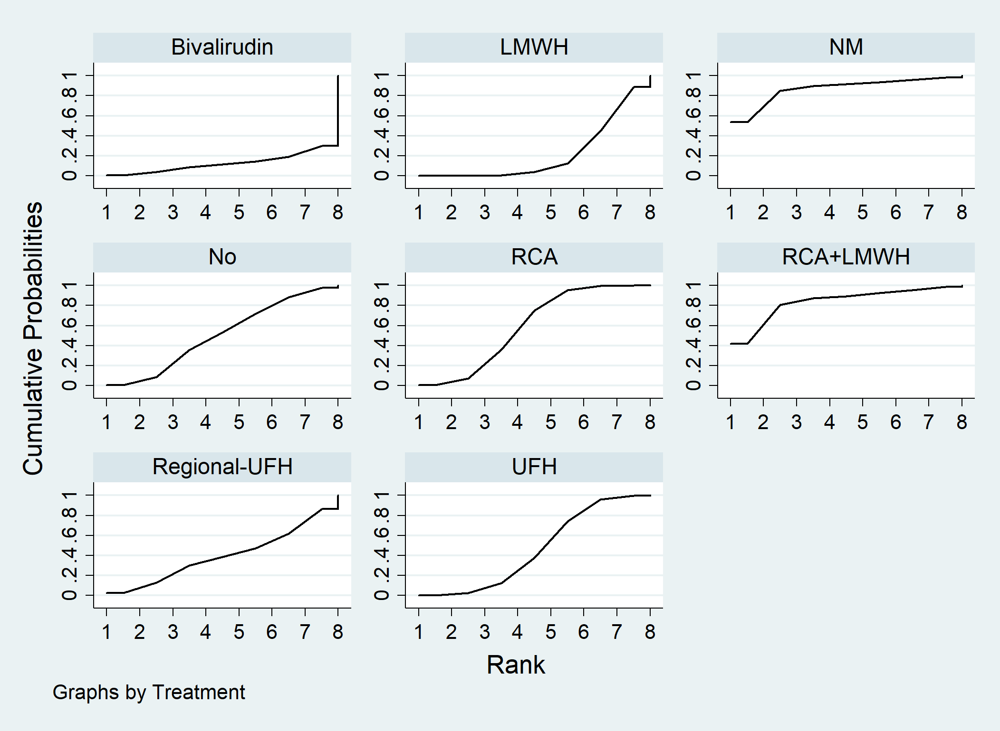 Bivalirudin LMWH NM
1 .8 .6 .4 .2 0 1 .8 .6 .4 .2 0 1 .8 .6 .4 .2 0
1 2 3 4 5 6 7 8 1 2 3 4 5 6 7 8 1 2 3 4 5 6 7 8
Cumulative Probabilities
No RCA RCA+LMWH
1 .8 .6 .4 .2 0 1 .8 .6 .4 .2 0 1 .8 .6 .4 .2 0
1 2 3 4 5 6 7 8 1 2 3 4 5 6 7 8 1 2 3 4 5 6 7 8
Regional-UFH UFH
1 .8 .6 .4 .2 0 1 .8 .6 .4 .2 0
1 2 3 4 5 6 7 8 1 2 3 4 5 6 7 8
Rank
Graphs by Treatment